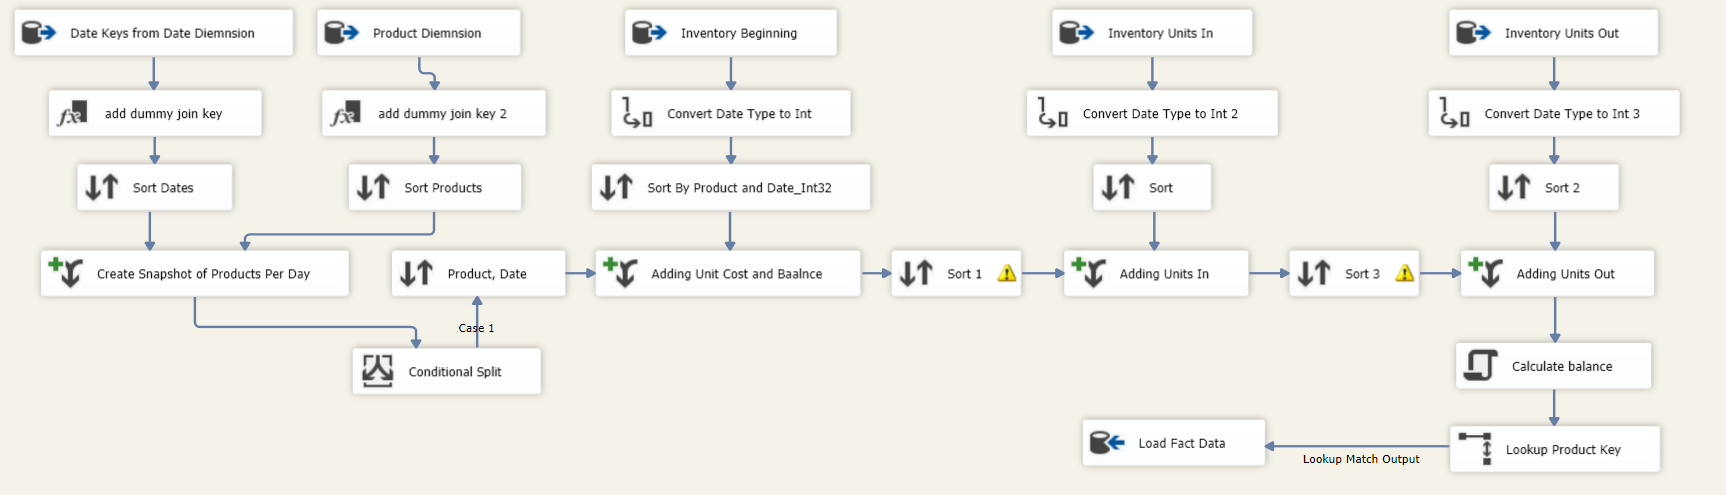 Date Keys from Date Diemnsion
Product Diemnsion
Inventory Beginning
Inventory Units In
Inventory Units Out
add dummy join key
add dummy join key 2
Convert Date Type to Int
Convert Date Type to Int 2
Convert Date Type to Int 3
Sort Dates
Sort Products
Sort By Product and Date_Int32
Sort
Sort 2
Create Snapshot of Products Per Day
Product, Date
Adding Unit Cost and Baalnce
Sort 1
Adding Units In
Sort 3
Adding Units Out
Case 1
Conditional Split
Calculate balance
Load Fact Data
Lookup Match Output
Lookup Product Key